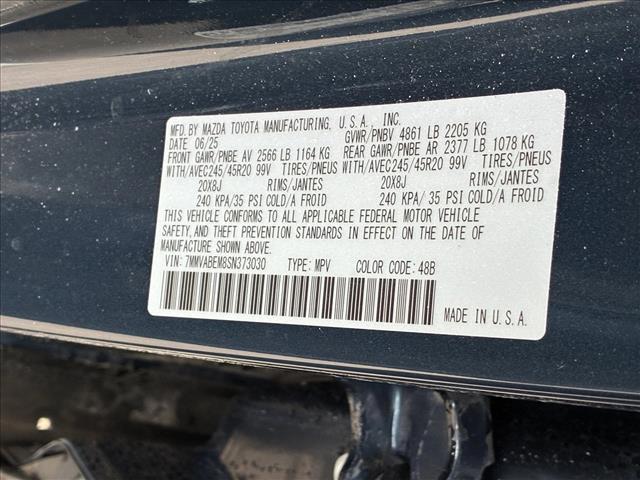 MFD. BY MAZDA TOYOTA MANUFACTURING, U.S.A., INC.
DATE 06/25 GVWR/PNBV 4861 LB 2205 KG
FRONT GAWR/PNBE AV 2566 LB 1164 KG REAR GAWR/PNBE AR 2377 LB 1078 KG
WITH/AVEC245/45R20 99V TIRES/PNEUS WITH/AVEC245/45R20 99V TIRES/PNEUS
20X8J RIMS/JANTES 20X8J RIMS/JANTES
240 KPA/35 PSI COLD/A FROID 240 KPA/ 35 PSI COLD/A FROID
THIS VEHICLE CONFORMS TO ALL APPLICABLE FEDERAL MOTOR VEHICLE
SAFETY,AND THEFT PREVENTION STANDARDS IN EFFECT ON THE DATE OF
MANUFACTURE SHOWN ABOVE.
VIN: 7MMVABEM8SN373030 TYPE: MPV COLOR CODE: 48B
MADE IN U.S.A.